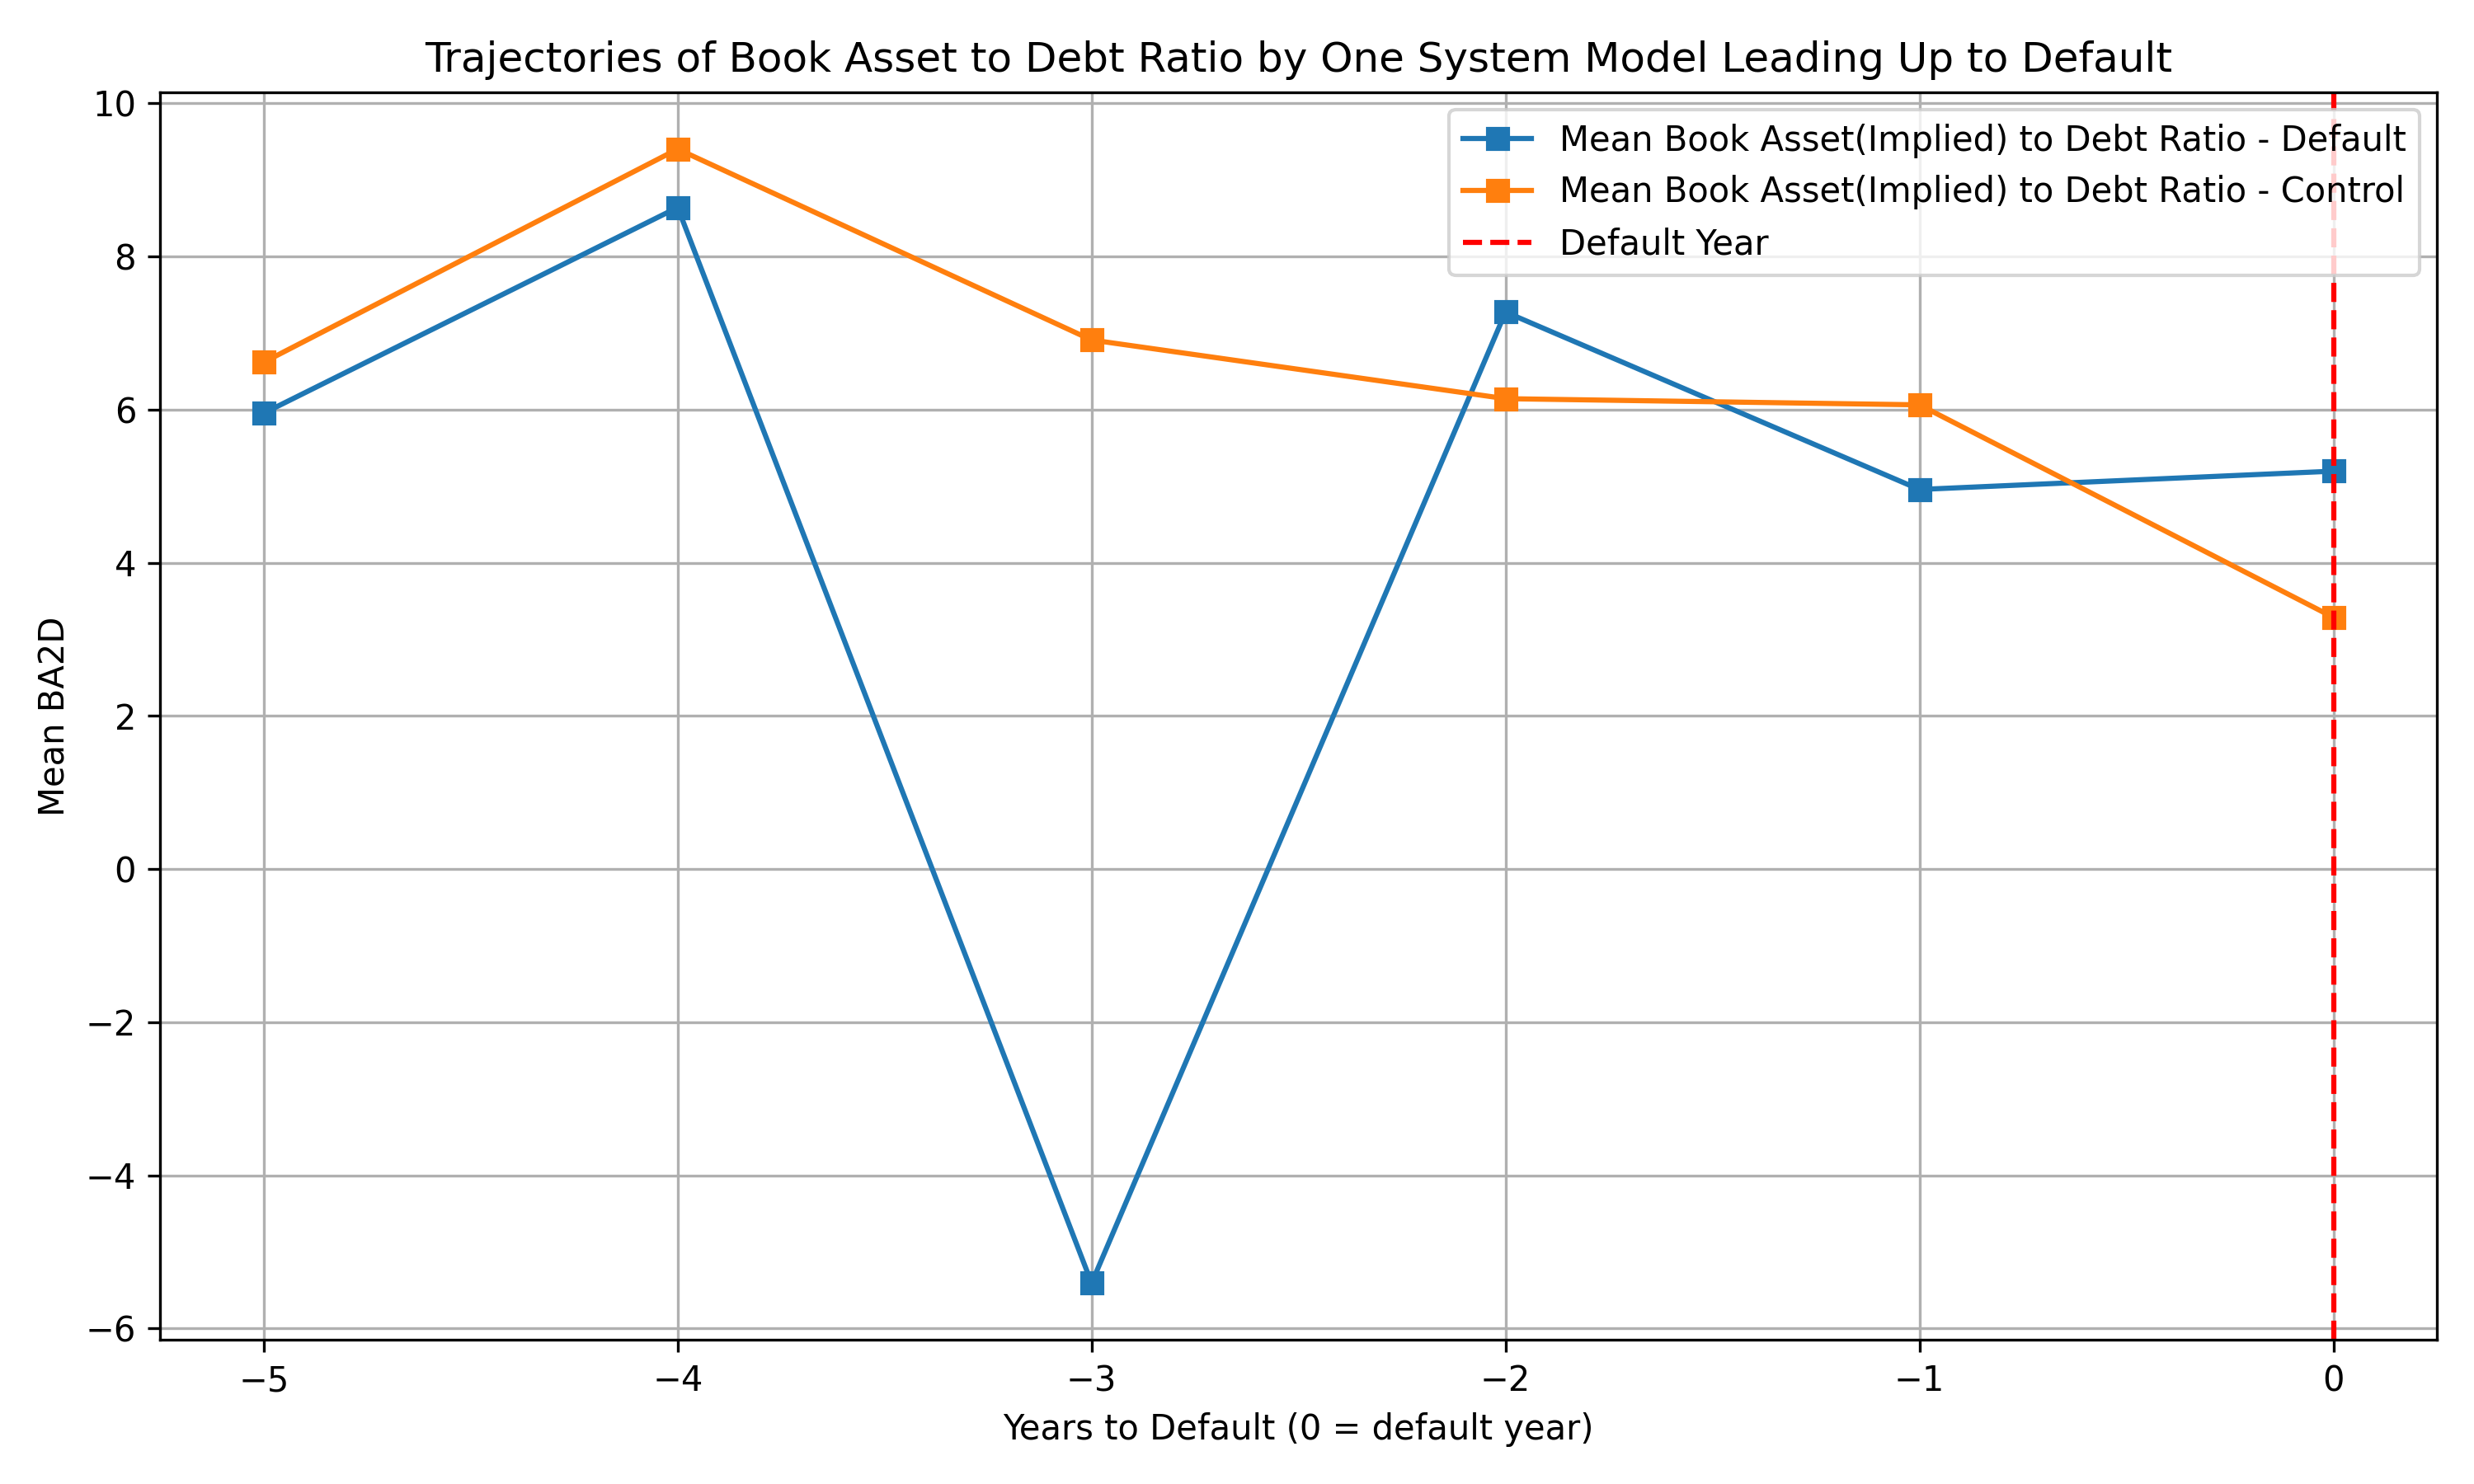 Trajectories of Book Asset to Debt Ratio by One System Model Leading Up to Default
Mean Book Asset(Implied) to Debt Ratio - Default
Mean Book Asset(Implied) to Debt Ratio - Control
Default Year
10
8
6
4
2
0
−2
−4
−6
Mean BA2D
−5
−4
−3
−2
−1
0
Years to Default (0 = default year)